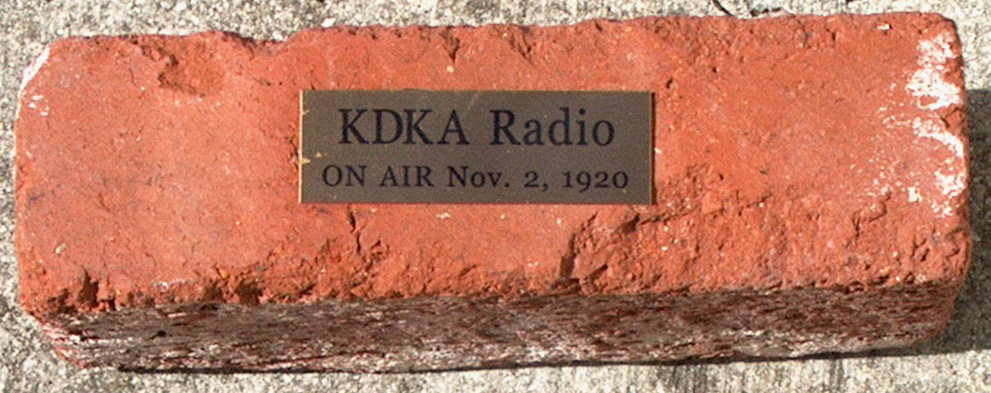 KDKA Radio
ON AIR Nov. 2, 1920